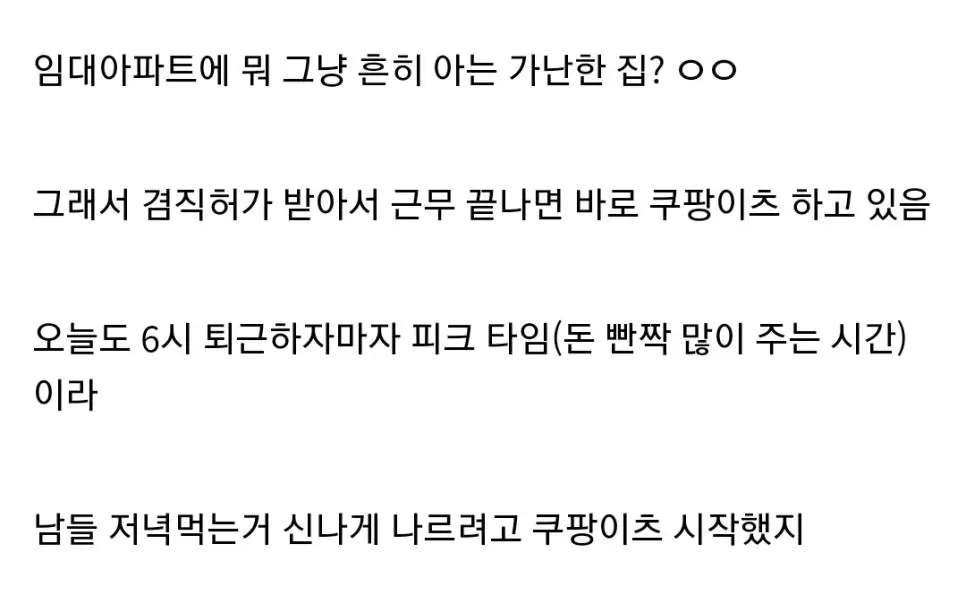 임대아파트에 뭐 그냥 흔히 아는 가난한 집? ㅇㅇ
그래서 겸직허가 받아서 근무 끝나면 바로 쿠팡이츠 하고 있음
오늘도 6시 퇴근하자마자 피크 타임(돈 빤짝 많이 주는 시간)
이라
남들 저녁먹는거 신나게 나르려고 쿠팡이츠 시작했지